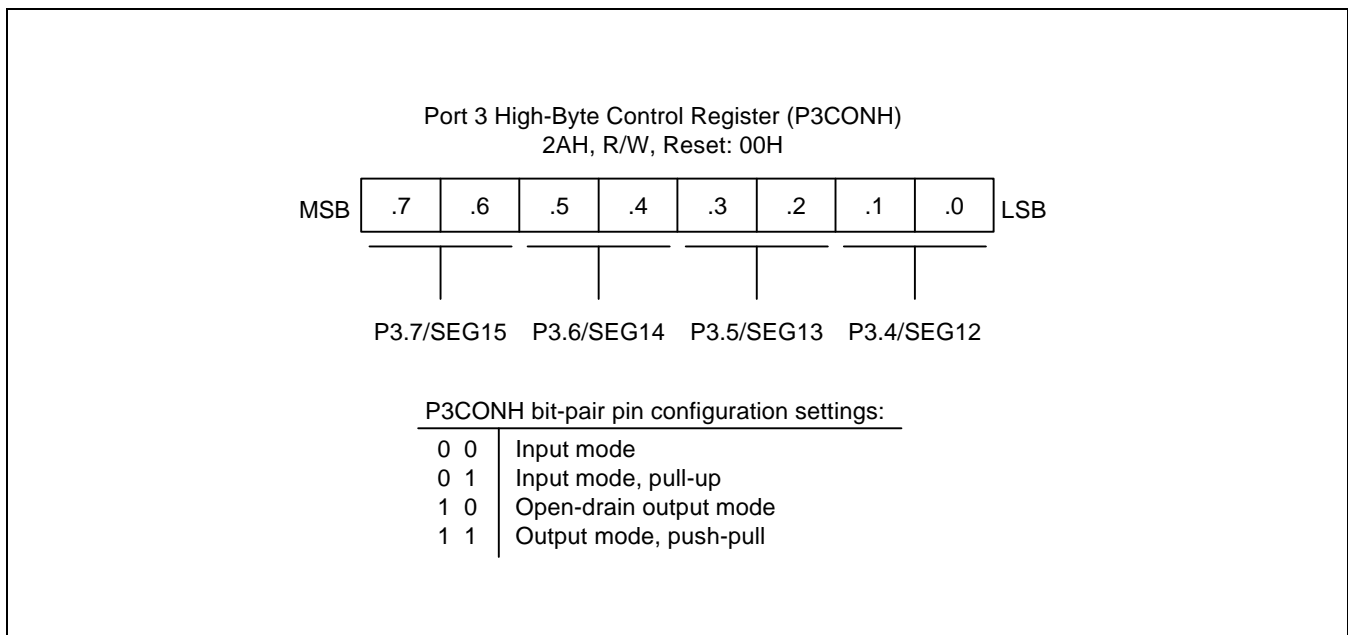 Port 3 High-Byte Control Register (P3CONH)
2AH, R/W, Reset: 00H
MSB .7 .6 .5 .4 .3 .2 .1 .0 LSB
P3.7/SEG15 P3.6/SEG14 P3.5/SEG13 P3.4/SEG12
P3CONH bit-pair pin configuration settings:
0 0 Input mode
0 1 Input mode, pull-up
1 0 Open-drain output mode
1 1 Output mode, push-pull